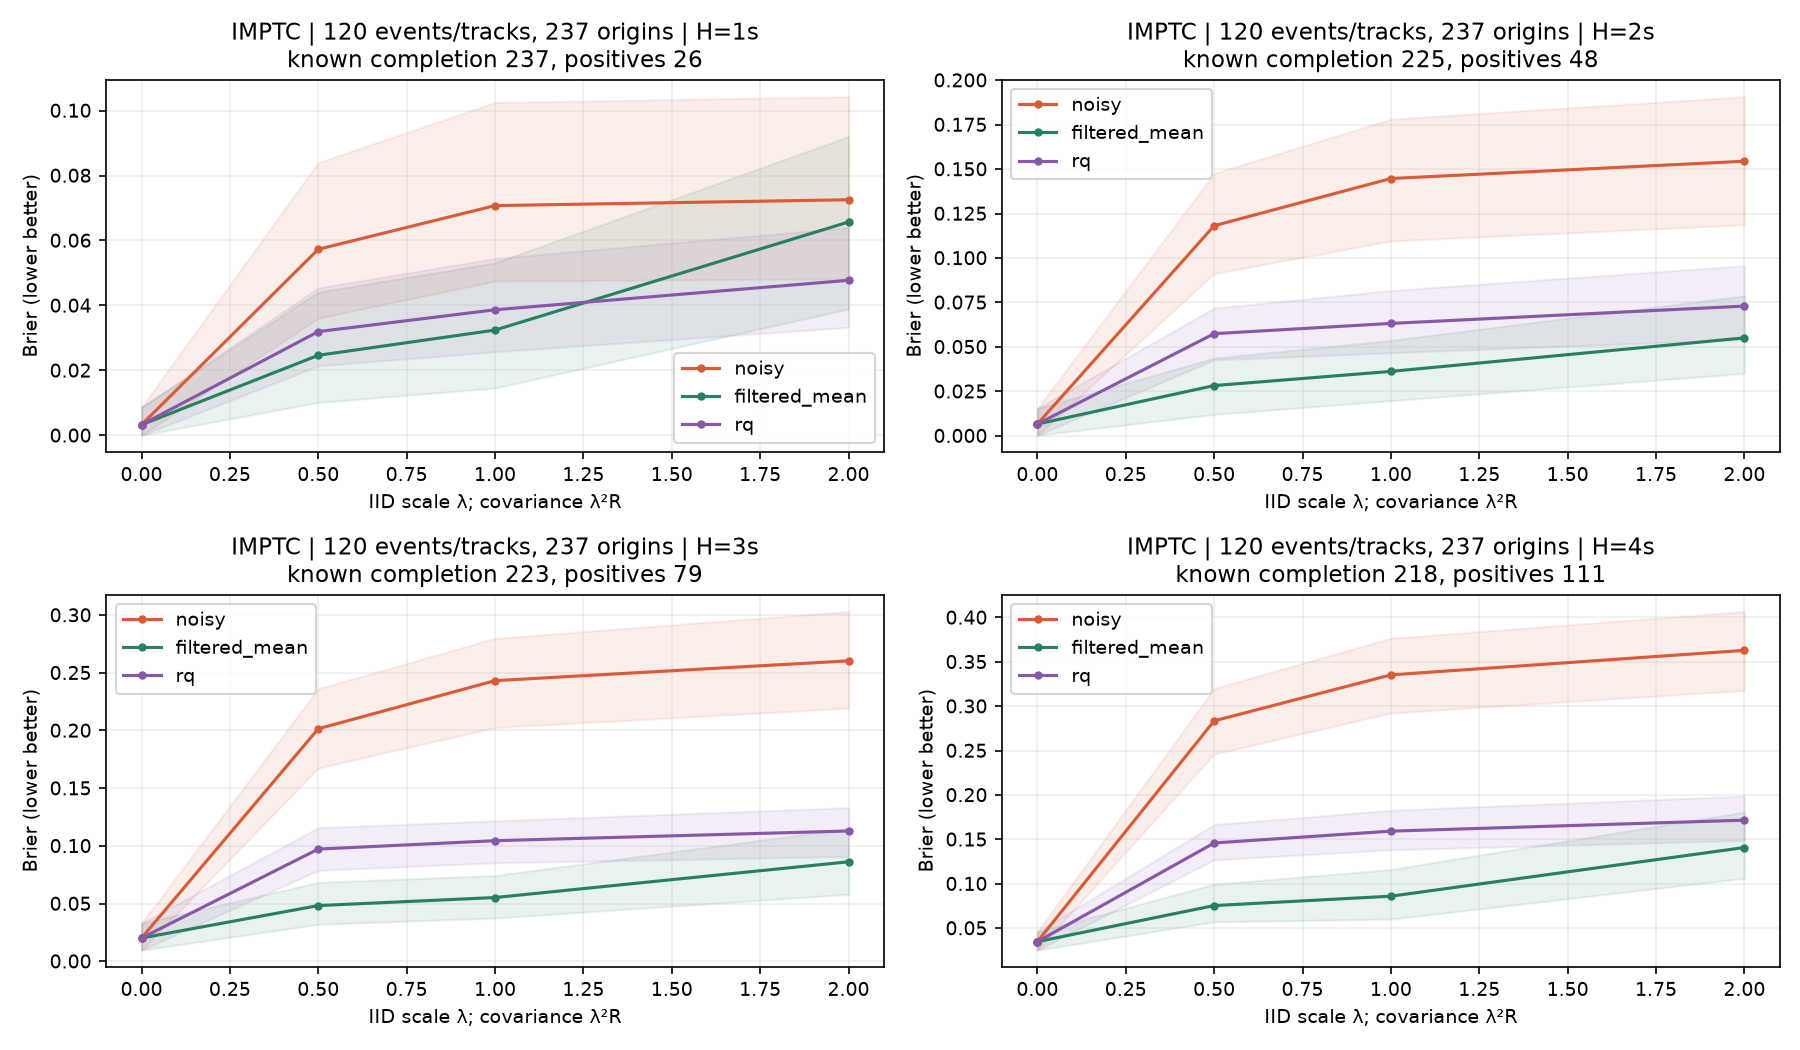 IMPTC | 120 events/tracks, 237 origins | H=1s
known completion 237, positives 26
Brier (lower better)
0.10
0.08
0.06
0.04
0.02
0.00
noisy
filtered_mean
rq
0.00 0.25 0.50 0.75 1.00 1.25 1.50 1.75 2.00
IID scale λ; covariance λ²R
IMPTC | 120 events/tracks, 237 origins | H=2s
known completion 225, positives 48
Brier (lower better)
0.200
0.175
0.150
0.125
0.100
0.075
0.050
0.025
0.000
noisy
filtered_mean
rq
0.00 0.25 0.50 0.75 1.00 1.25 1.50 1.75 2.00
IID scale λ; covariance λ²R
IMPTC | 120 events/tracks, 237 origins | H=3s
known completion 223, positives 79
Brier (lower better)
0.30
0.25
0.20
0.15
0.10
0.05
0.00
noisy
filtered_mean
rq
0.00 0.25 0.50 0.75 1.00 1.25 1.50 1.75 2.00
IID scale λ; covariance λ²R
IMPTC | 120 events/tracks, 237 origins | H=4s
known completion 218, positives 111
Brier (lower better)
0.40
0.35
0.30
0.25
0.20
0.15
0.10
0.05
noisy
filtered_mean
rq
0.00 0.25 0.50 0.75 1.00 1.25 1.50 1.75 2.00
IID scale λ; covariance λ²R